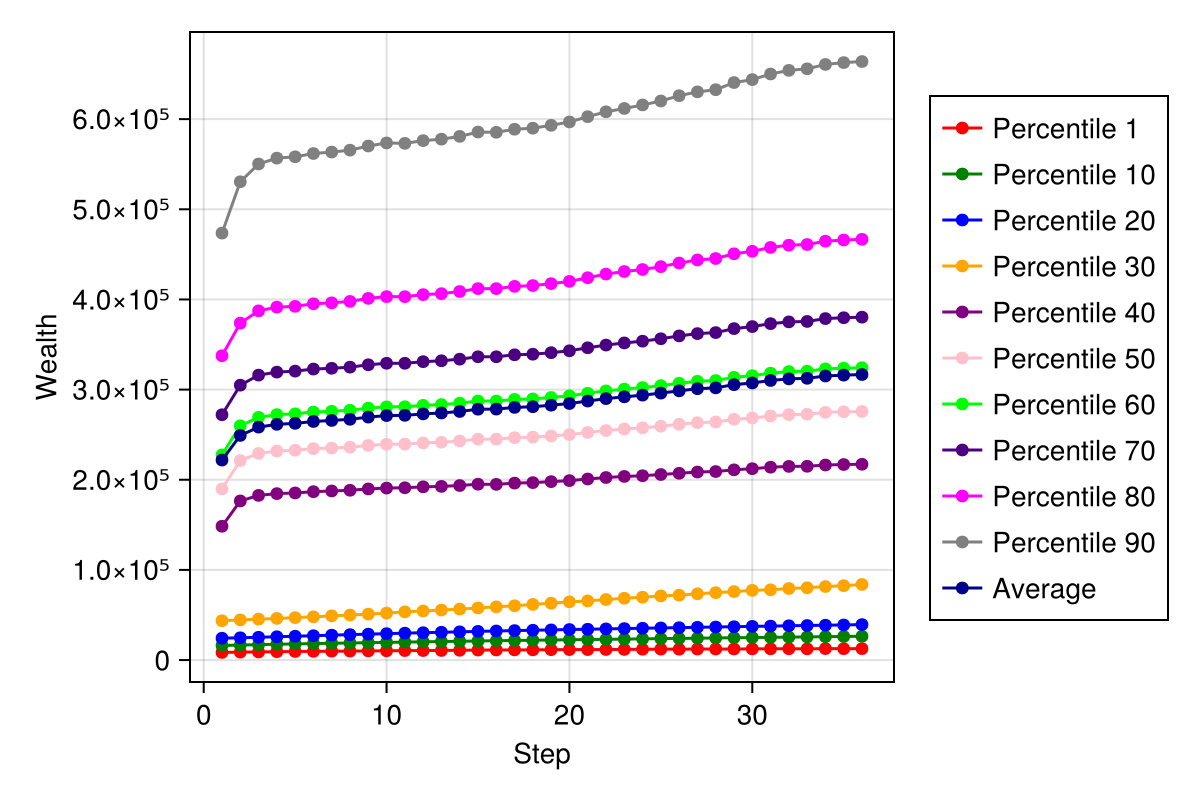 Wealth
6.0×10⁵
5.0×10⁵
4.0×10⁵
3.0×10⁵
2.0×10⁵
1.0×10⁵
0
0 10 20 30
Step
Percentile 1
Percentile 10
Percentile 20
Percentile 30
Percentile 40
Percentile 50
Percentile 60
Percentile 70
Percentile 80
Percentile 90
Average